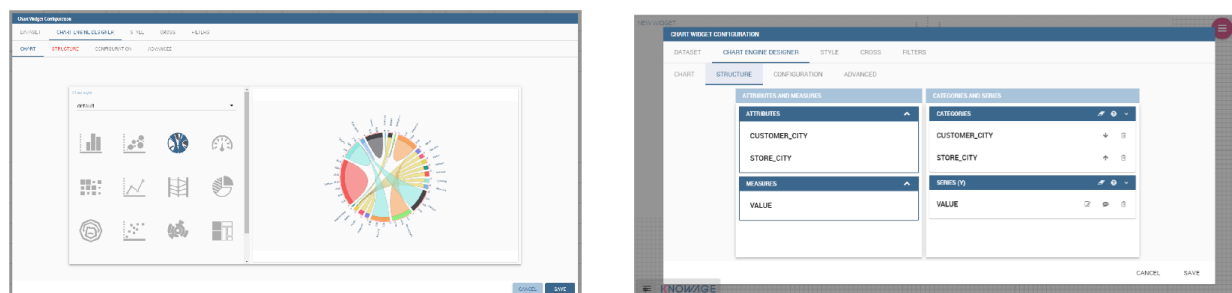 Chart Widget Configuration
DATASET CHART ENGINE DESIGNER STYLE CROSS FILTERS
CHART STRUCTURE CONFIGURATION ADVANCED
default
CANCEL SAVE
NEW WIDGET
CHART WIDGET CONFIGURATION
DATASET CHART ENGINE DESIGNER STYLE CROSS FILTERS
CHART STRUCTURE CONFIGURATION ADVANCED
ATTRIBUTES AND MEASURES CATEGORIES AND SERIES
ATTRIBUTES CATEGORIES
CUSTOMER_CITY CUSTOMER_CITY
STORE_CITY STORE_CITY
MEASURES SERIES (Y)
VALUE VALUE
CANCEL SAVE
KNOWAGE